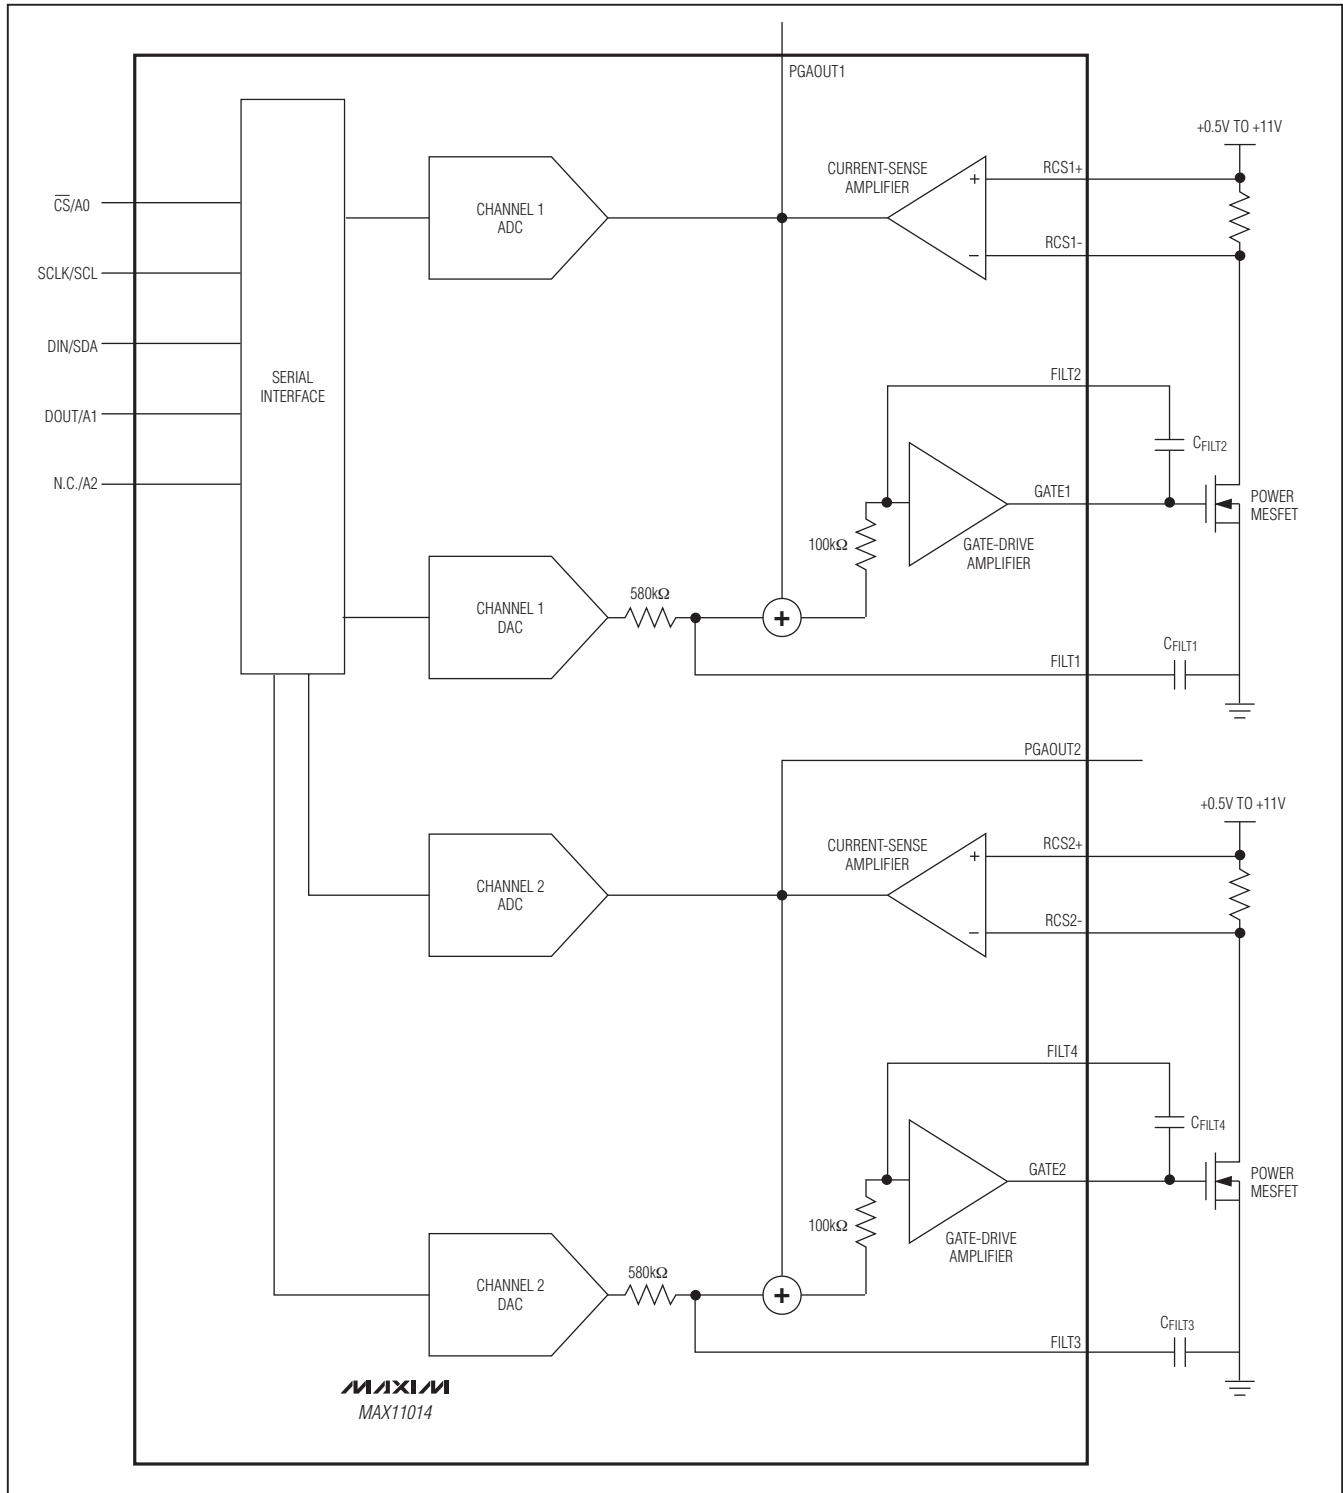 PGAOUT1
+0.5V TO +11V
CURRENT-SENSE
AMPLIFIER
RCS1+
+
CS/A0
CHANNEL 1
ADC
RCS1-
−
SCLK/SCL
DIN/SDA
SERIAL
INTERFACE
FILT2
DOUT/A1
CFILT2
N.C./A2
GATE1
POWER
MESFET
100kΩ
GATE-DRIVE
AMPLIFIER
580kΩ
CHANNEL 1
DAC
+
CFILT1
FILT1
PGAOUT2
+0.5V TO +11V
CURRENT-SENSE
AMPLIFIER
RCS2+
+
CHANNEL 2
ADC
RCS2-
−
FILT4
CFILT4
GATE2
POWER
MESFET
100kΩ
GATE-DRIVE
AMPLIFIER
580kΩ
CHANNEL 2
DAC
+
CFILT3
FILT3
MAXIM
MAX11014